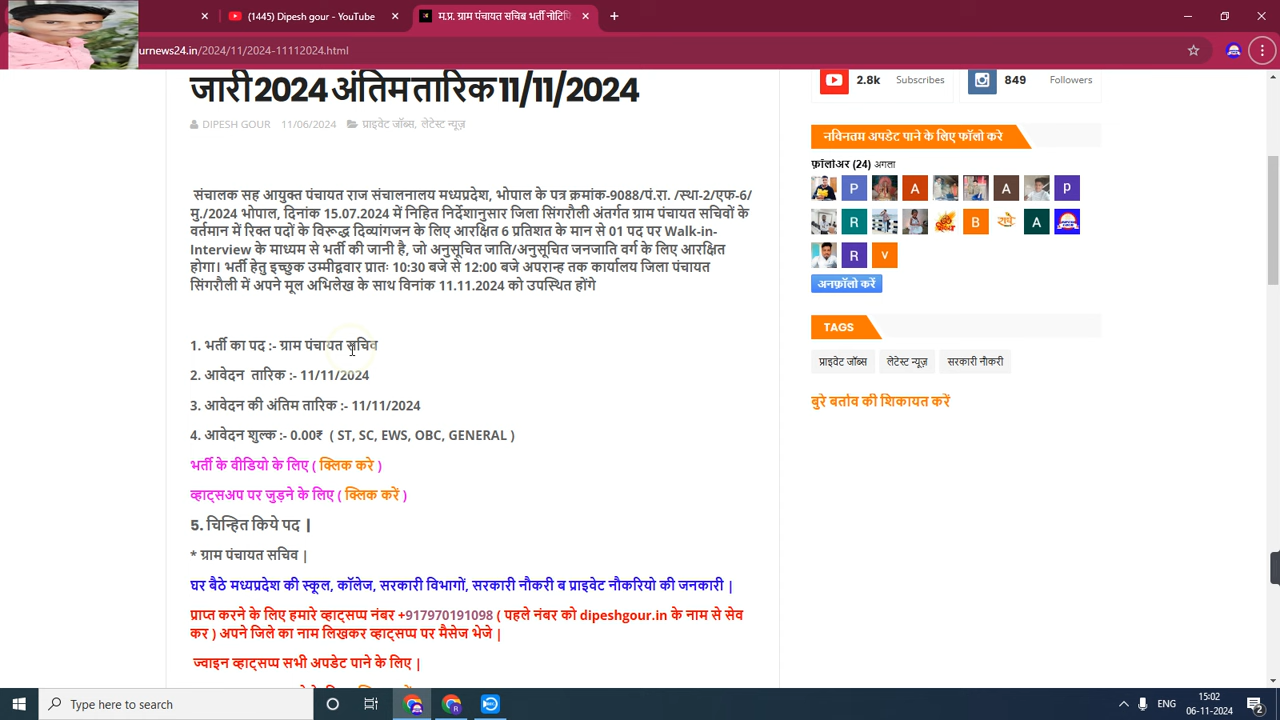 (1445) Dipesh gour - YouTube
म.प्र. ग्राम पंचायत सचिब भर्ती नोटिफि
urnews24.in/2024/11/2024-11112024.html
जारी 2024 अंतिम तारिक 11/11/2024
DIPESH GOUR 11/06/2024 प्राइवेट जॉब्स, लेटेस्ट न्यूज़
संचालक सह आयुक्त पंचायत राज संचालनालय मध्यप्रदेश, भोपाल के पत्र क्रमांक-9088/पं.रा. /स्था-2/एफ-6/
मु./2024 भोपाल, दिनांक 15.07.2024 में निहित निर्देशानुसार जिला सिंगरौली अंतर्गत ग्राम पंचायत सचिवों के
वर्तमान में रिक्त पदों के विरूद्ध दिव्यांगजन के लिए आरक्षित 6 प्रतिशत के मान से 01 पद पर Walk-in-
Interview के माध्यम से भर्ती की जानी है, जो अनुसूचित जाति/अनुसूचित जनजाति वर्ग के लिए आरक्षित
होगा। भर्ती हेतु इच्छुक उम्मीद्ववार प्रातः 10:30 बजे से 12:00 बजे अपरान्ह तक कार्यालय जिला पंचायत
सिंगरौली में अपने मूल अभिलेख के साथ विनांक 11.11.2024 को उपस्थित होंगे
1. भर्ती का पद :- ग्राम पंचायत सचिव
2. आवेदन तारिक :- 11/11/2024
3. आवेदन की अंतिम तारिक :- 11/11/2024
4. आवेदन शुल्क :- 0.00₹ ( ST, SC, EWS, OBC, GENERAL )
भर्ती के वीडियो के लिए ( क्लिक करे )
व्हाट्सअप पर जुड़ने के लिए ( क्लिक करें )
5. चिन्हित किये पद |
* ग्राम पंचायत सचिव |
घर बैठे मध्यप्रदेश की स्कूल, कॉलेज, सरकारी विभागों, सरकारी नौकरी ब प्राइवेट नौकरियो की जनकारी |
प्राप्त करने के लिए हमारे व्हाट्सप्प नंबर +917970191098 ( पहले नंबर को dipeshgour.in के नाम से सेव
कर ) अपने जिले का नाम लिखकर व्हाट्सप्प पर मैसेज भेजे |
ज्वाइन व्हाट्सप्प सभी अपडेट पाने के लिए |
2.8k Subscribes
849 Followers
नविनतम अपडेट पाने के लिए फॉलो करे
फ़ॉलोअर (24) अगला
P A A P
R B राधे A
R V
अनफ़ॉलो करें
TAGS
प्राइवेट जॉब्स लेटेस्ट न्यूज़ सरकारी नौकरी
बुरे बर्ताव की शिकायत करें
Type here to search
ENG
15:02
06-11-2024
2